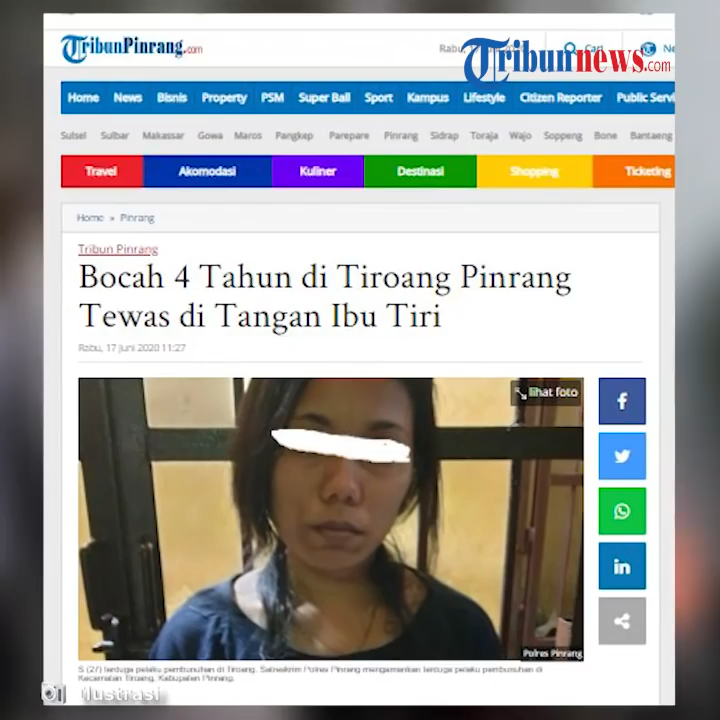 TribunPinrang.com
Rabu, 1
Cari
Ne
Tribunnews.com
Home News Bisnis Property PSM Super Ball Sport Kampus Lifestyle Citizen Reporter Public Servi
Sulsel Sulbar Makassar Gowa Maros Pangkep Parepare Pinrang Sidrap Toraja Wajo Soppeng Bone Bantaeng
Travel Akomodasi Kuliner Destinasi Shopping Ticketing
Home » Pinrang
Tribun Pinrang
Bocah 4 Tahun di Tiroang Pinrang
Tewas di Tangan Ibu Tiri
Rabu, 17 Juni 2020 11:27
lihat foto
Polres Pinrang
S (27) terduga pelaku pembunuhan di Tiroang. Satreskrim Polres Pinrang mengamankan terduga pelaku pembunuhan di
Kecamatan Tiroang, Kabupaten Pinrang.
Ilustrasi